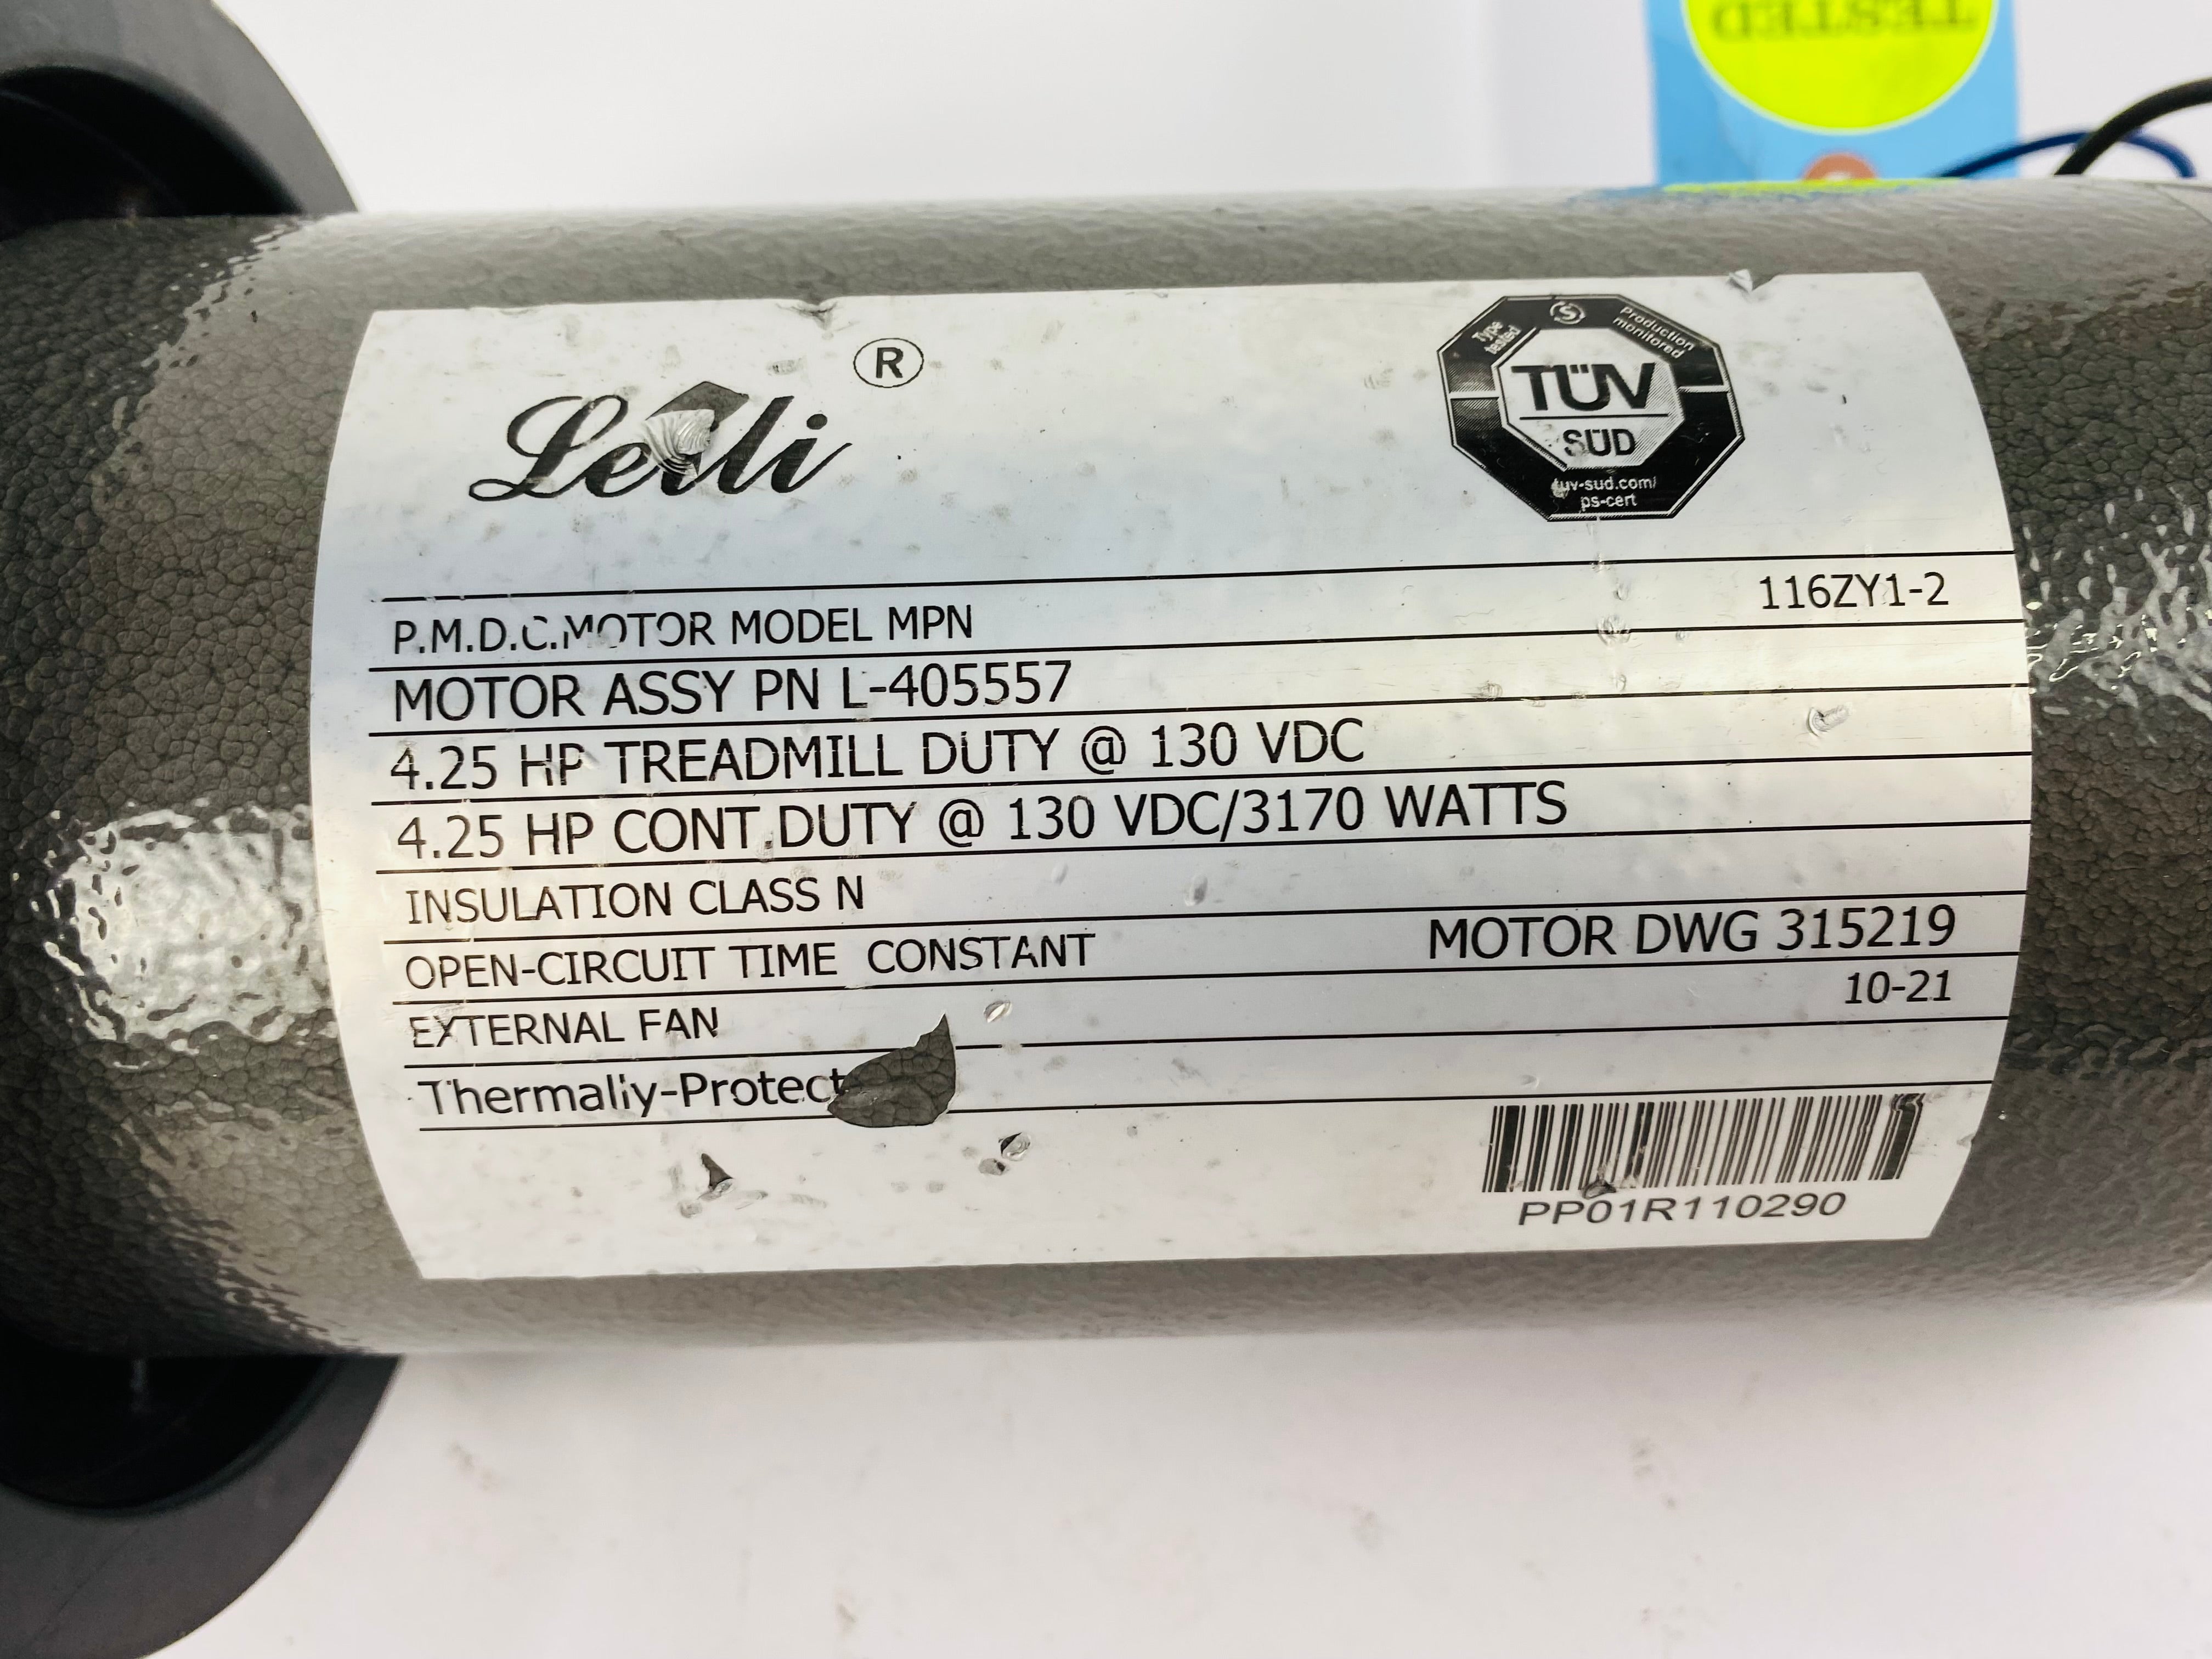 TESTED
Leili ®
Type tested
Production monitored
TÜV
SÜD
tuv-sud.com/
ps-cert
P.M.D.C.MOTOR MODEL MPN 116ZY1-2
MOTOR ASSY PN L-405557
4.25 HP TREADMILL DUTY @ 130 VDC
4.25 HP CONT.DUTY @ 130 VDC/3170 WATTS
INSULATION CLASS N
OPEN-CIRCUIT TIME CONSTANT MOTOR DWG 315219
EXTERNAL FAN 10-21
Thermally-Protect
PP01R110290